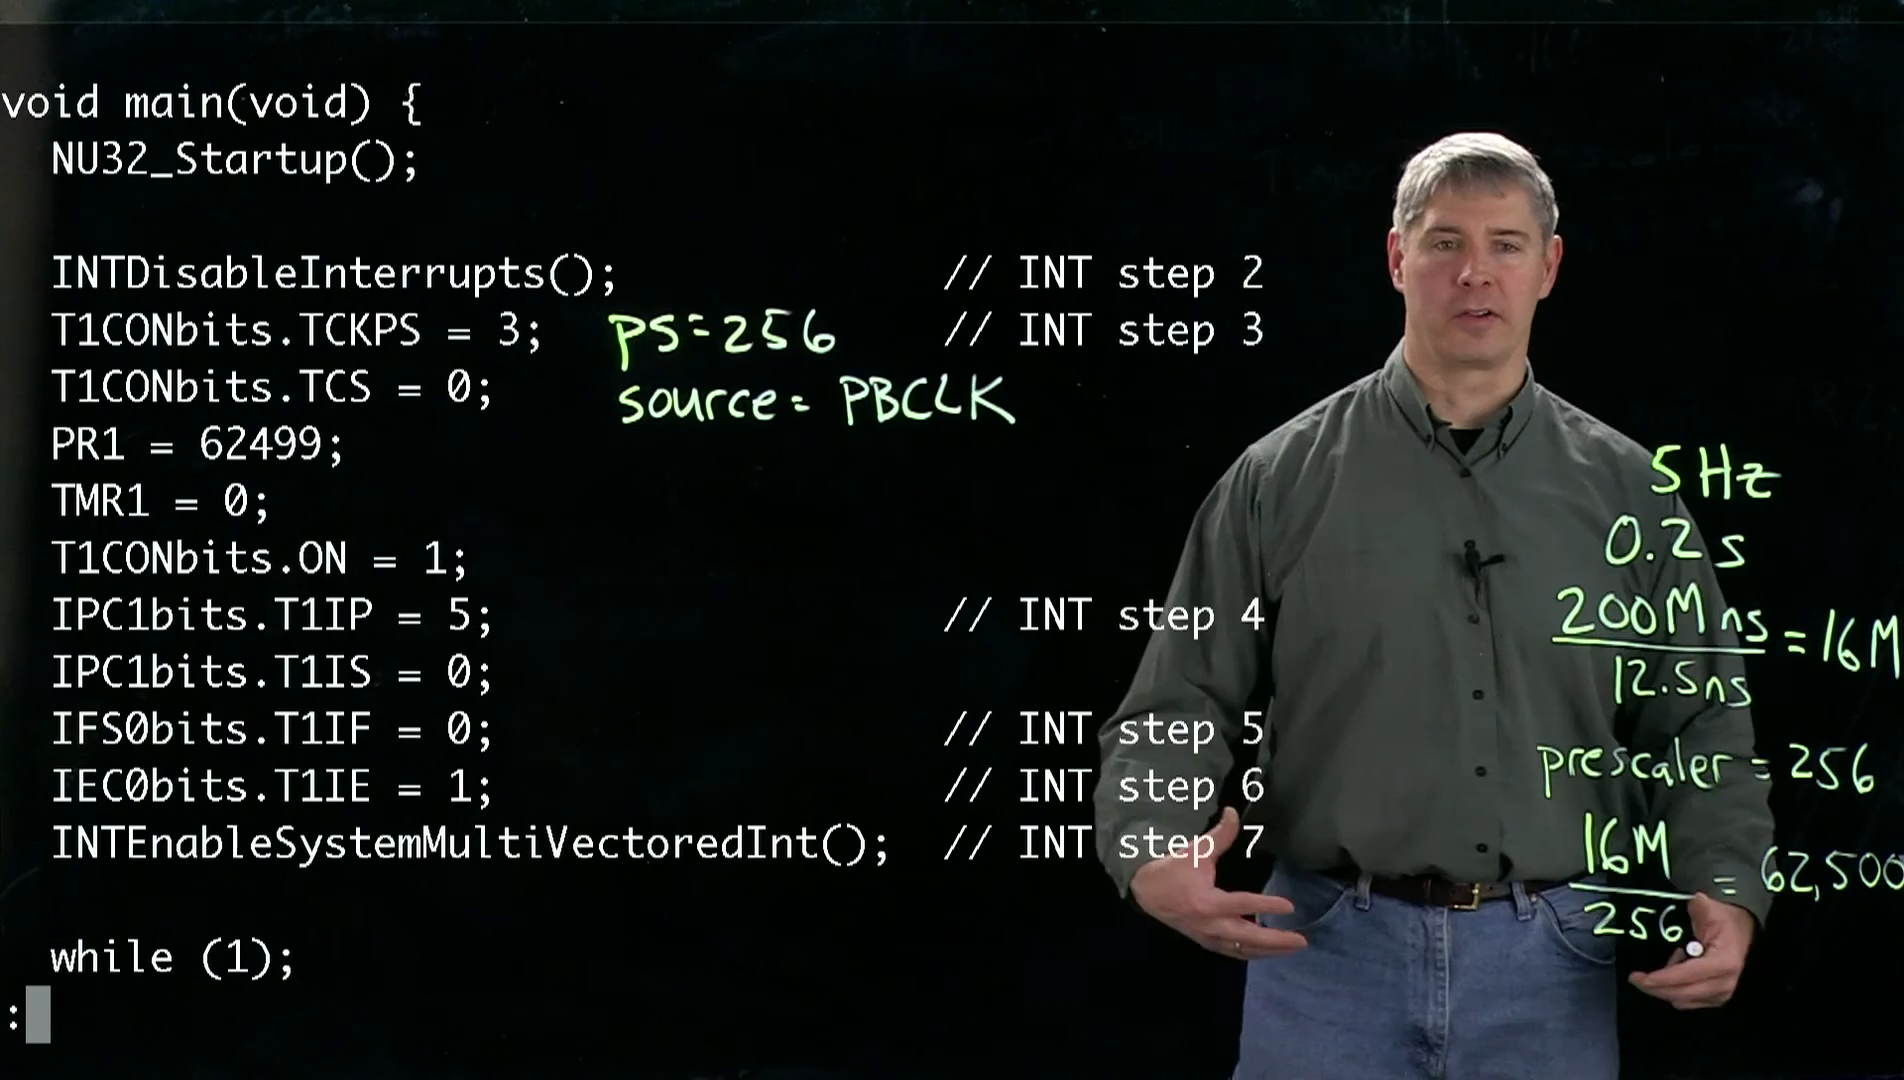 void main(void) {
NU32_Startup();
INTDisableInterrupts(); // INT step 2
T1CONbits.TCKPS = 3; ps=256 // INT step 3
T1CONbits.TCS = 0; source= PBCLK
PR1 = 62499;
TMR1 = 0;
T1CONbits.ON = 1;
IPC1bits.T1IP = 5; // INT step 4
IPC1bits.T1IS = 0;
IFS0bits.T1IF = 0; // INT step 5
IEC0bits.T1IE = 1; // INT step 6
INTEnableSystemMultiVectoredInt(); // INT step 7
while (1);
:
5 Hz
0.2 s
200M ns
= 16M
12.5ns
prescaler = 256
16M
= 62,500
256